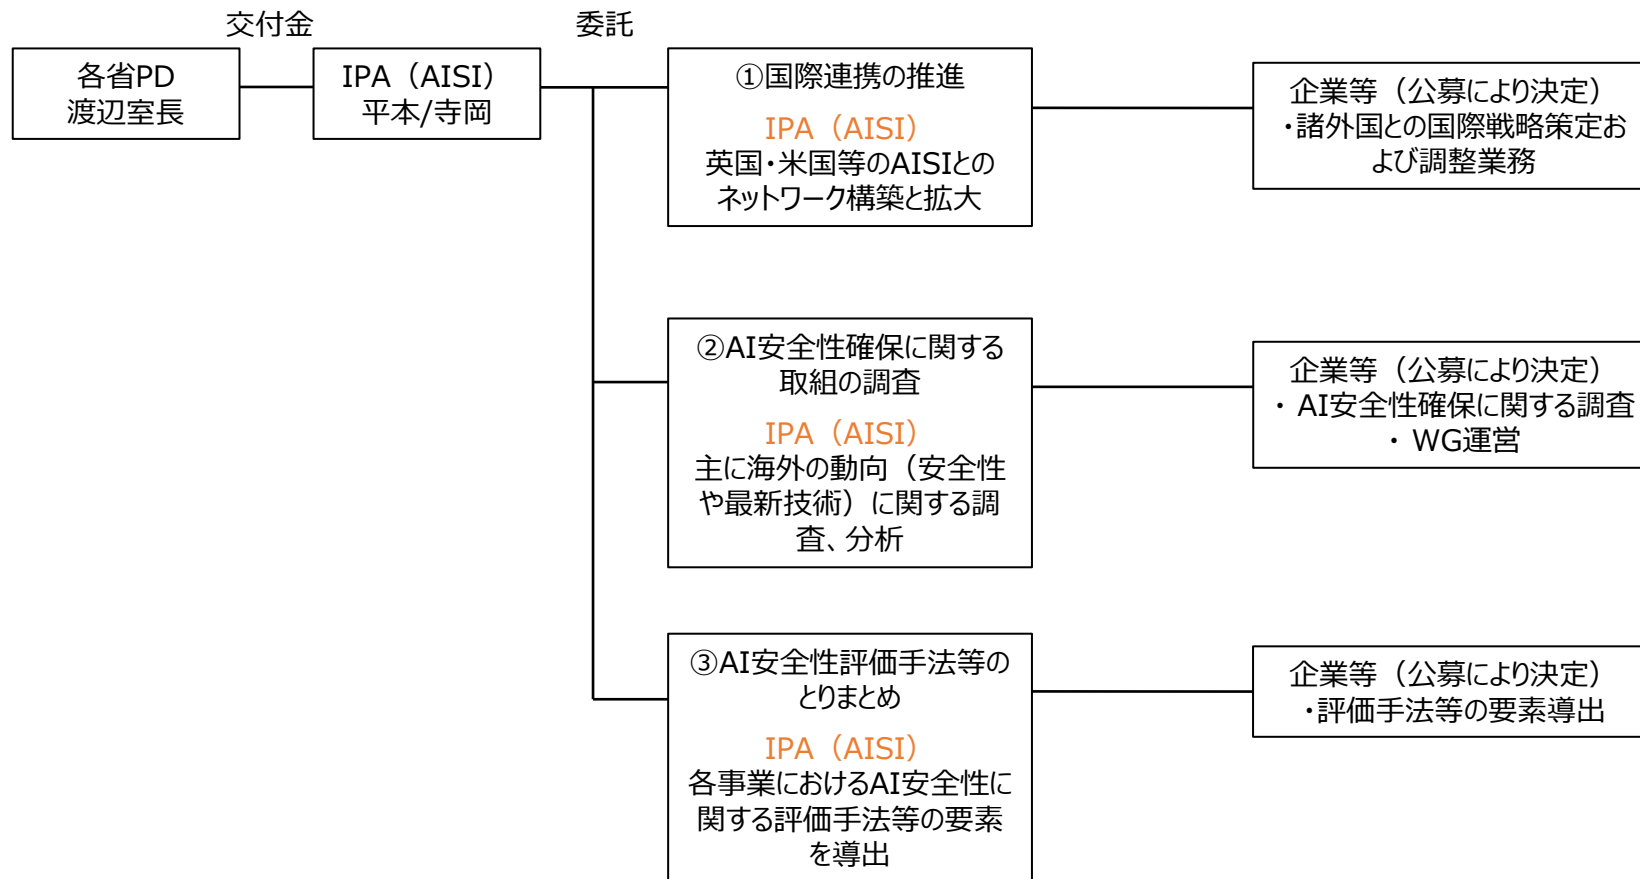 交付金
委託
各省PD
渡辺室長
IPA（AISI）
平本/寺岡
①国際連携の推進
IPA（AISI）
英国・米国等のAISIとの
ネットワーク構築と拡大
企業等（公募により決定）
・諸外国との国際戦略策定お
よび調整業務
②AI安全性確保に関する
取組の調査
IPA（AISI）
主に海外の動向（安全性
や最新技術）に関する調
査、分析
企業等（公募により決定）
・ AI安全性確保に関する調査
・ WG運営
③AI安全性評価手法等の
とりまとめ
IPA（AISI）
各事業におけるAI安全性に
関する評価手法等の要素
を導出
企業等（公募により決定）
・評価手法等の要素導出